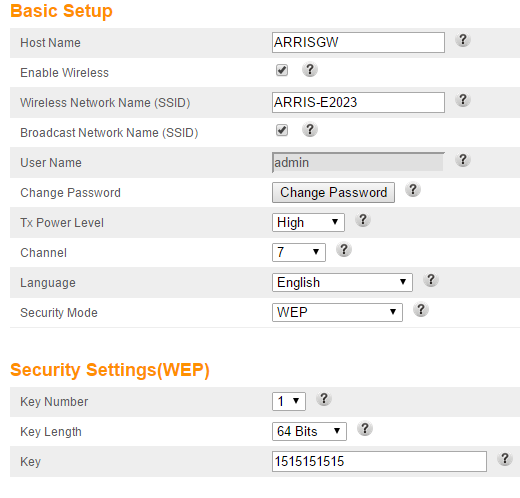 Basic Setup
Host Name ARRISGW ?
Enable Wireless ?
Wireless Network Name (SSID) ARRIS-E2023 ?
Broadcast Network Name (SSID) ?
User Name admin ?
Change Password Change Password ?
Tx Power Level High ?
Channel 7 ?
Language English ?
Security Mode WEP ?
Security Settings(WEP)
Key Number 1 ?
Key Length 64 Bits ?
Key 1515151515 ?